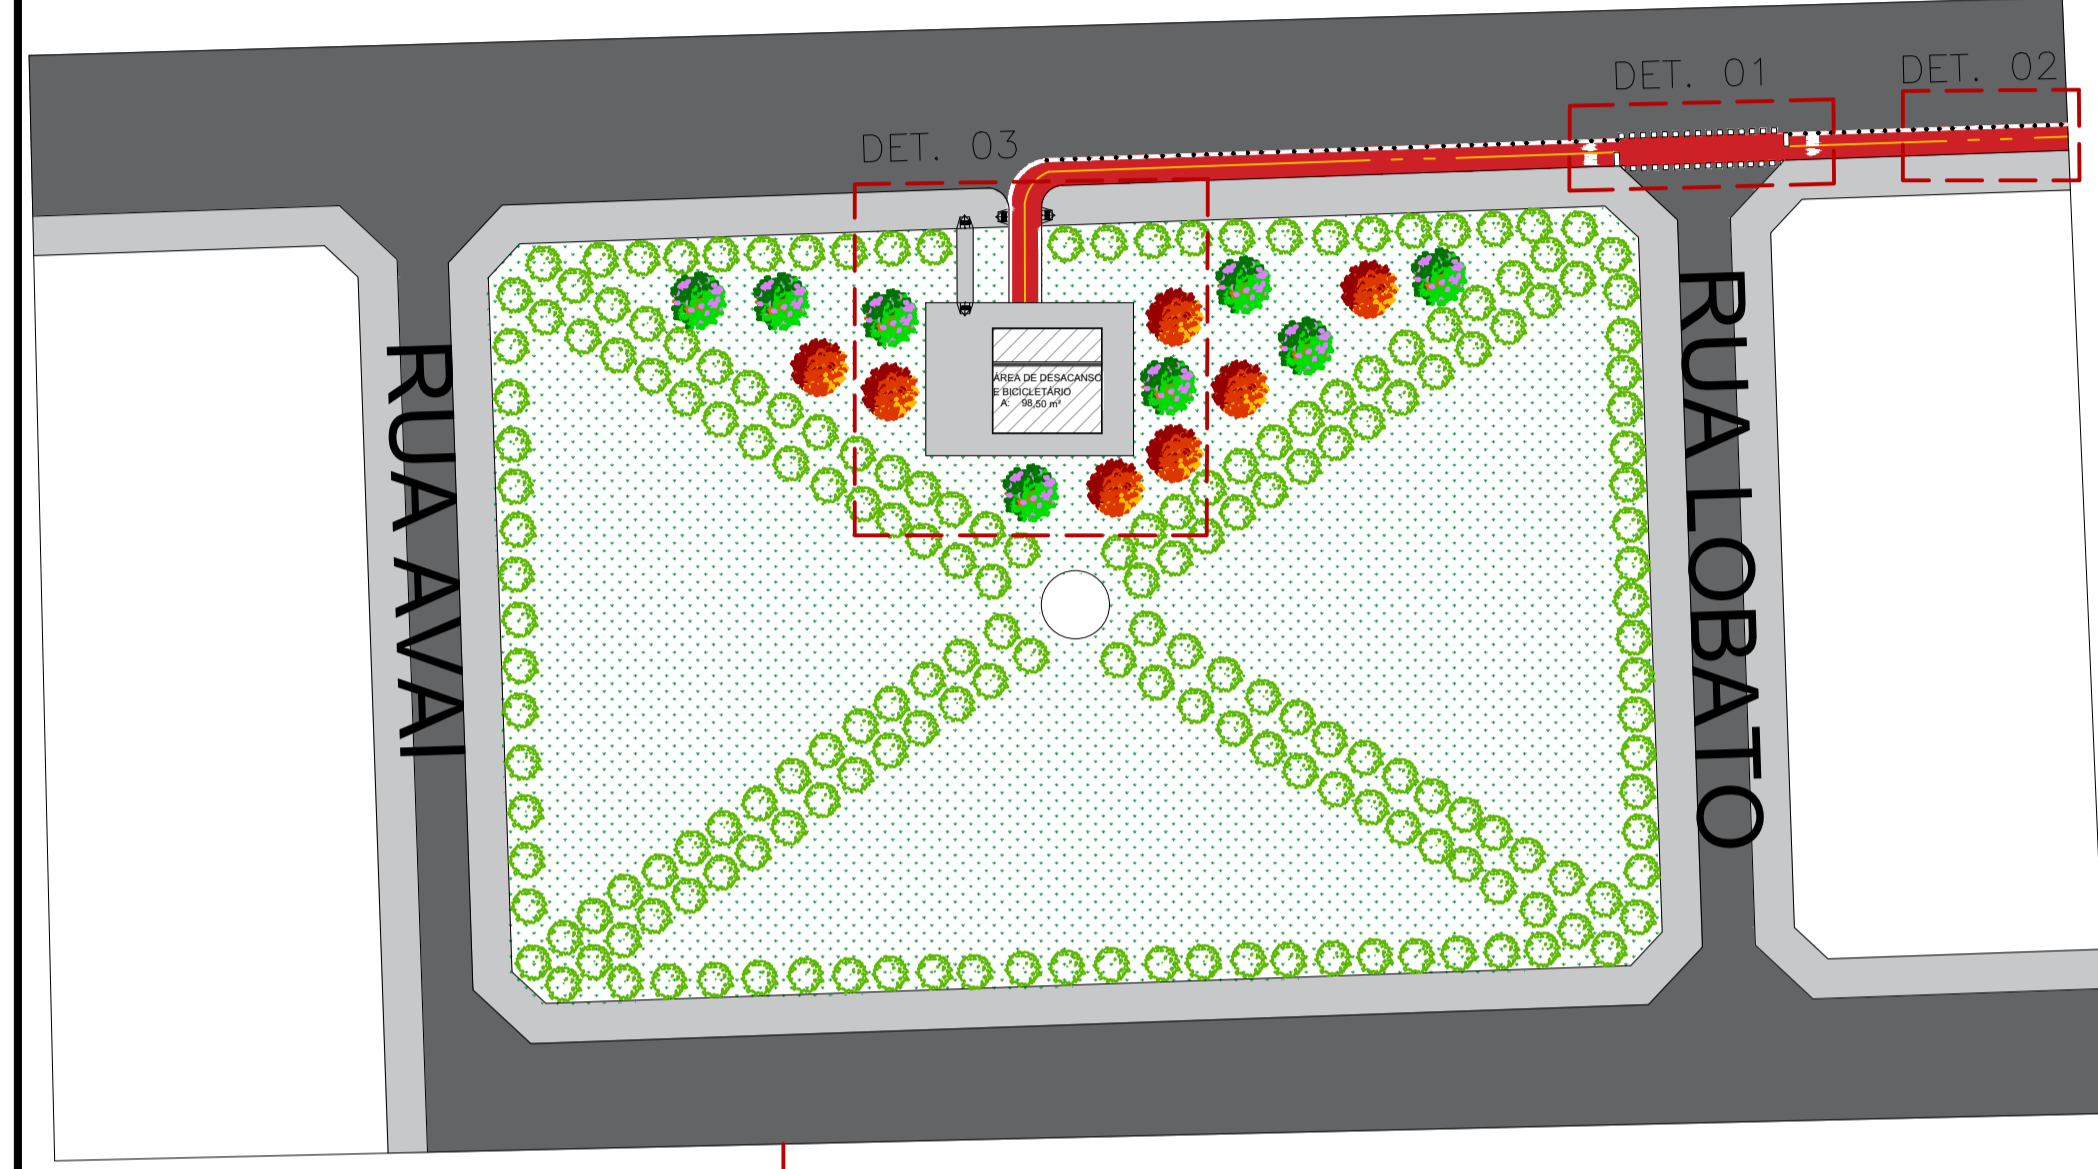 DET. 01
DET. 02
DET. 03
RUA AVAI
RUA LOBATO
ÁREA DE DESACANSO
E BICICLETÁRIO
A: 98,50 m²